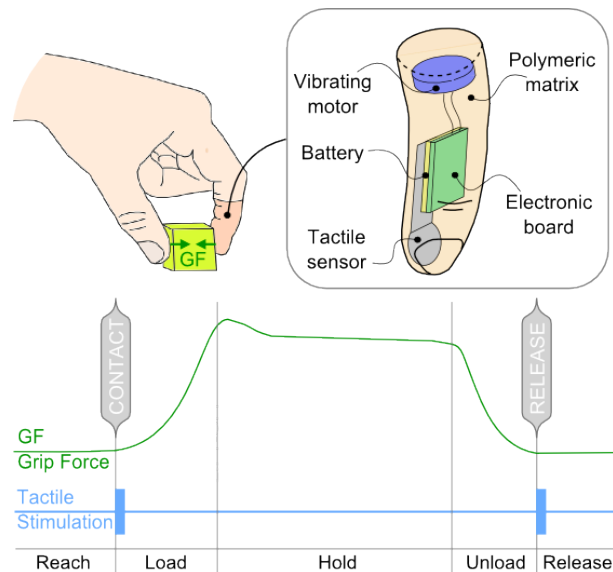 Vibrating
motor
Polymeric
matrix
Battery
Electronic
board
Tactile
sensor
GF
CONTACT
RELEASE
GF
Grip Force
Tactile
Stimulation
Reach
Load
Hold
Unload
Release